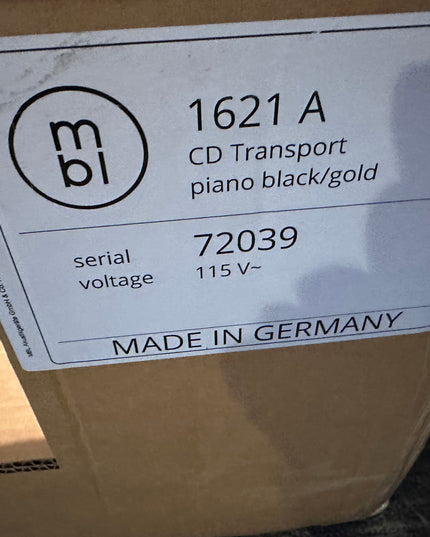 m
bl
1621 A
CD Transport
piano black/gold
serial 72039
voltage 115 V~
MADE IN GERMANY